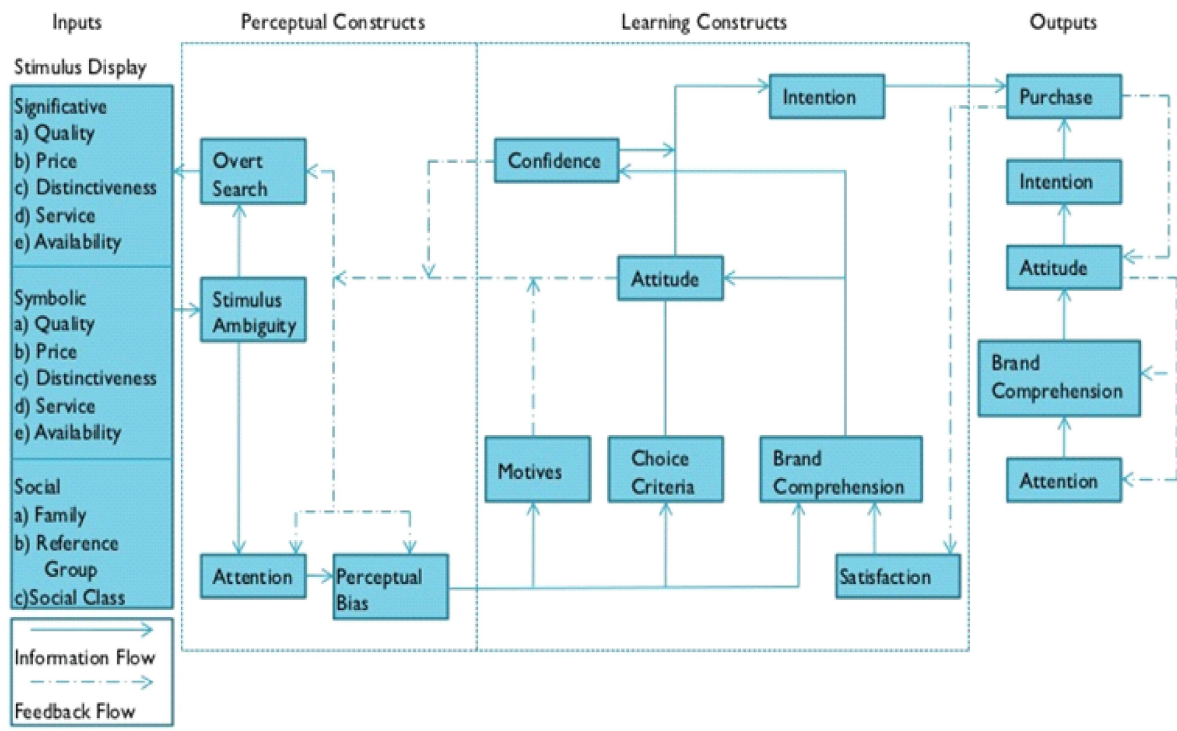 Inputs
Perceptual Constructs
Learning Constructs
Outputs
Stimulus Display
Significative
a) Quality
b) Price
c) Distinctiveness
d) Service
e) Availability
Symbolic
a) Quality
b) Price
c) Distinctiveness
d) Service
e) Availability
Social
a) Family
b) Reference
Group
c)Social Class
Information Flow
Feedback Flow
Overt
Search
Stimulus
Ambiguity
Attention
Perceptual
Bias
Intention
Confidence
Attitude
Motives
Choice
Criteria
Brand
Comprehension
Satisfaction
Purchase
Intention
Attitude
Brand
Comprehension
Attention